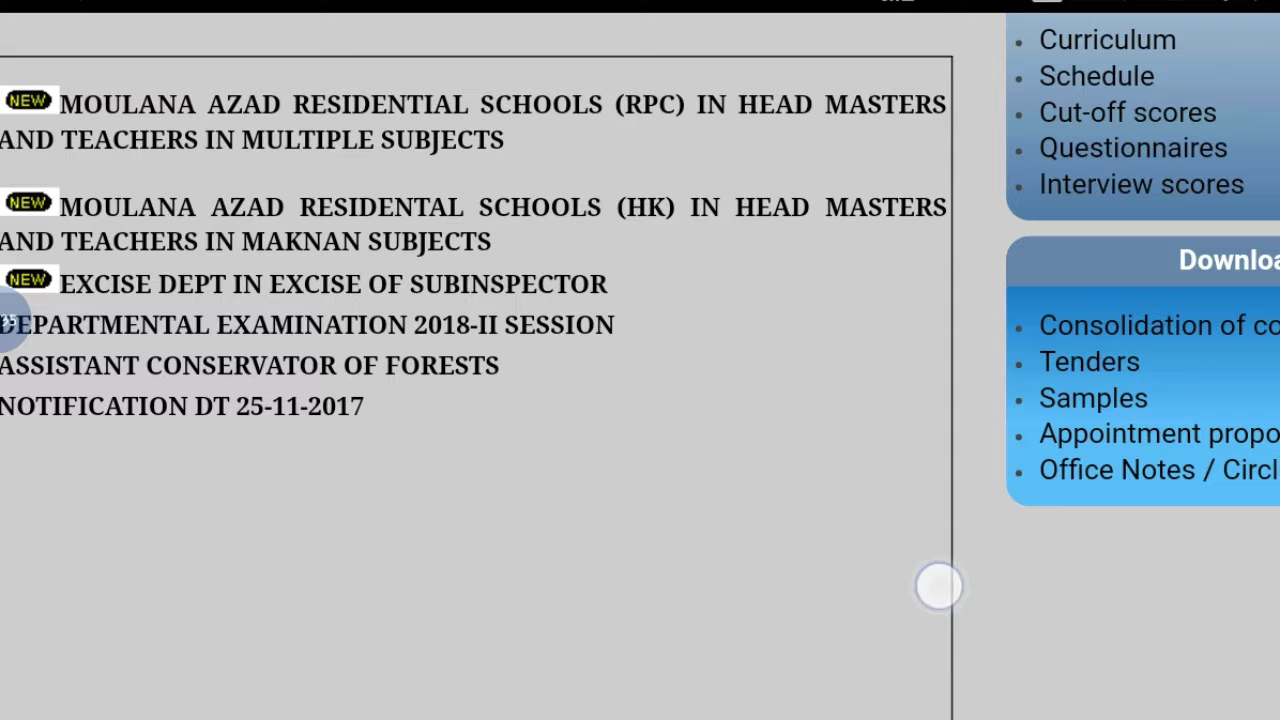 NEW MOULANA AZAD RESIDENTIAL SCHOOLS (RPC) IN HEAD MASTERS
AND TEACHERS IN MULTIPLE SUBJECTS
NEW MOULANA AZAD RESIDENTAL SCHOOLS (HK) IN HEAD MASTERS
AND TEACHERS IN MAKNAN SUBJECTS
NEW EXCISE DEPT IN EXCISE OF SUBINSPECTOR
DEPARTMENTAL EXAMINATION 2018-II SESSION
ASSISTANT CONSERVATOR OF FORESTS
NOTIFICATION DT 25-11-2017
Curriculum
Schedule
Cut-off scores
Questionnaires
Interview scores
Downloa
Consolidation of co
Tenders
Samples
Appointment propo
Office Notes / Circl